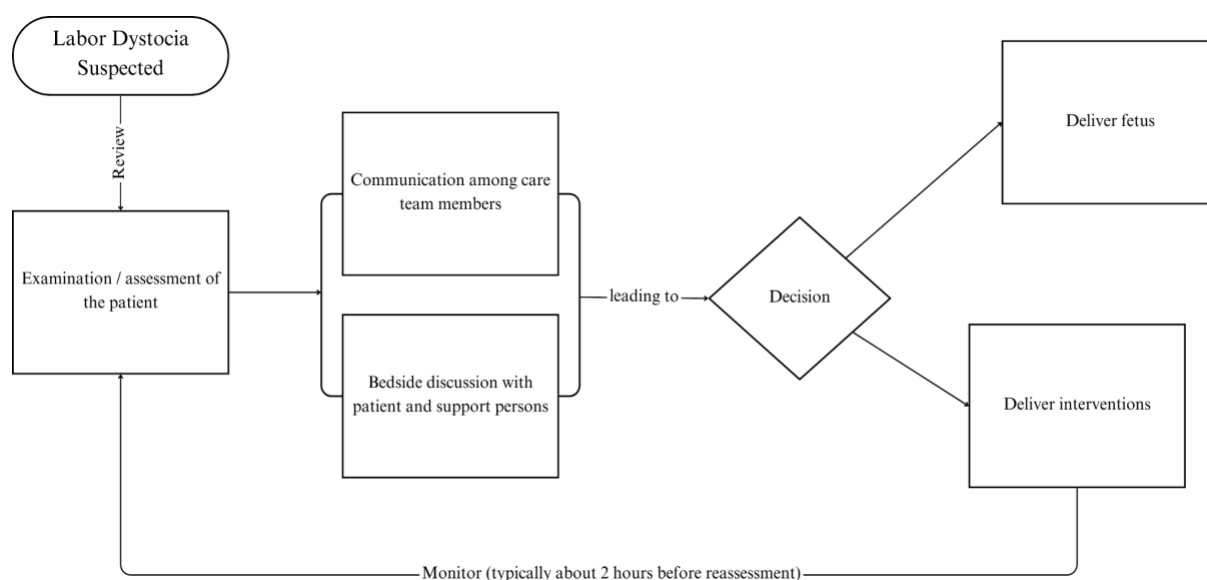 Labor Dystocia
Suspected
Review
Examination / assessment of
the patient
Communication among care
team members
Bedside discussion with
patient and support persons
leading to
Decision
Deliver fetus
Deliver interventions
Monitor (typically about 2 hours before reassessment)